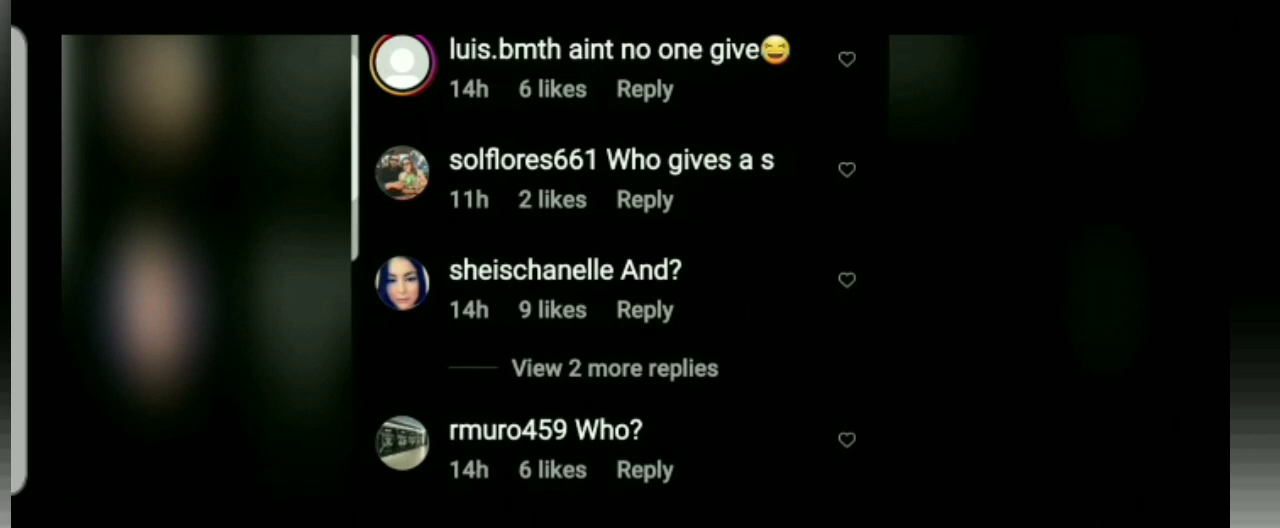 luis.bmth aint no one give😆
14h 6 likes Reply
solflores661 Who gives a s
11h 2 likes Reply
sheischanelle And?
14h 9 likes Reply
View 2 more replies
rmuro459 Who?
14h 6 likes Reply